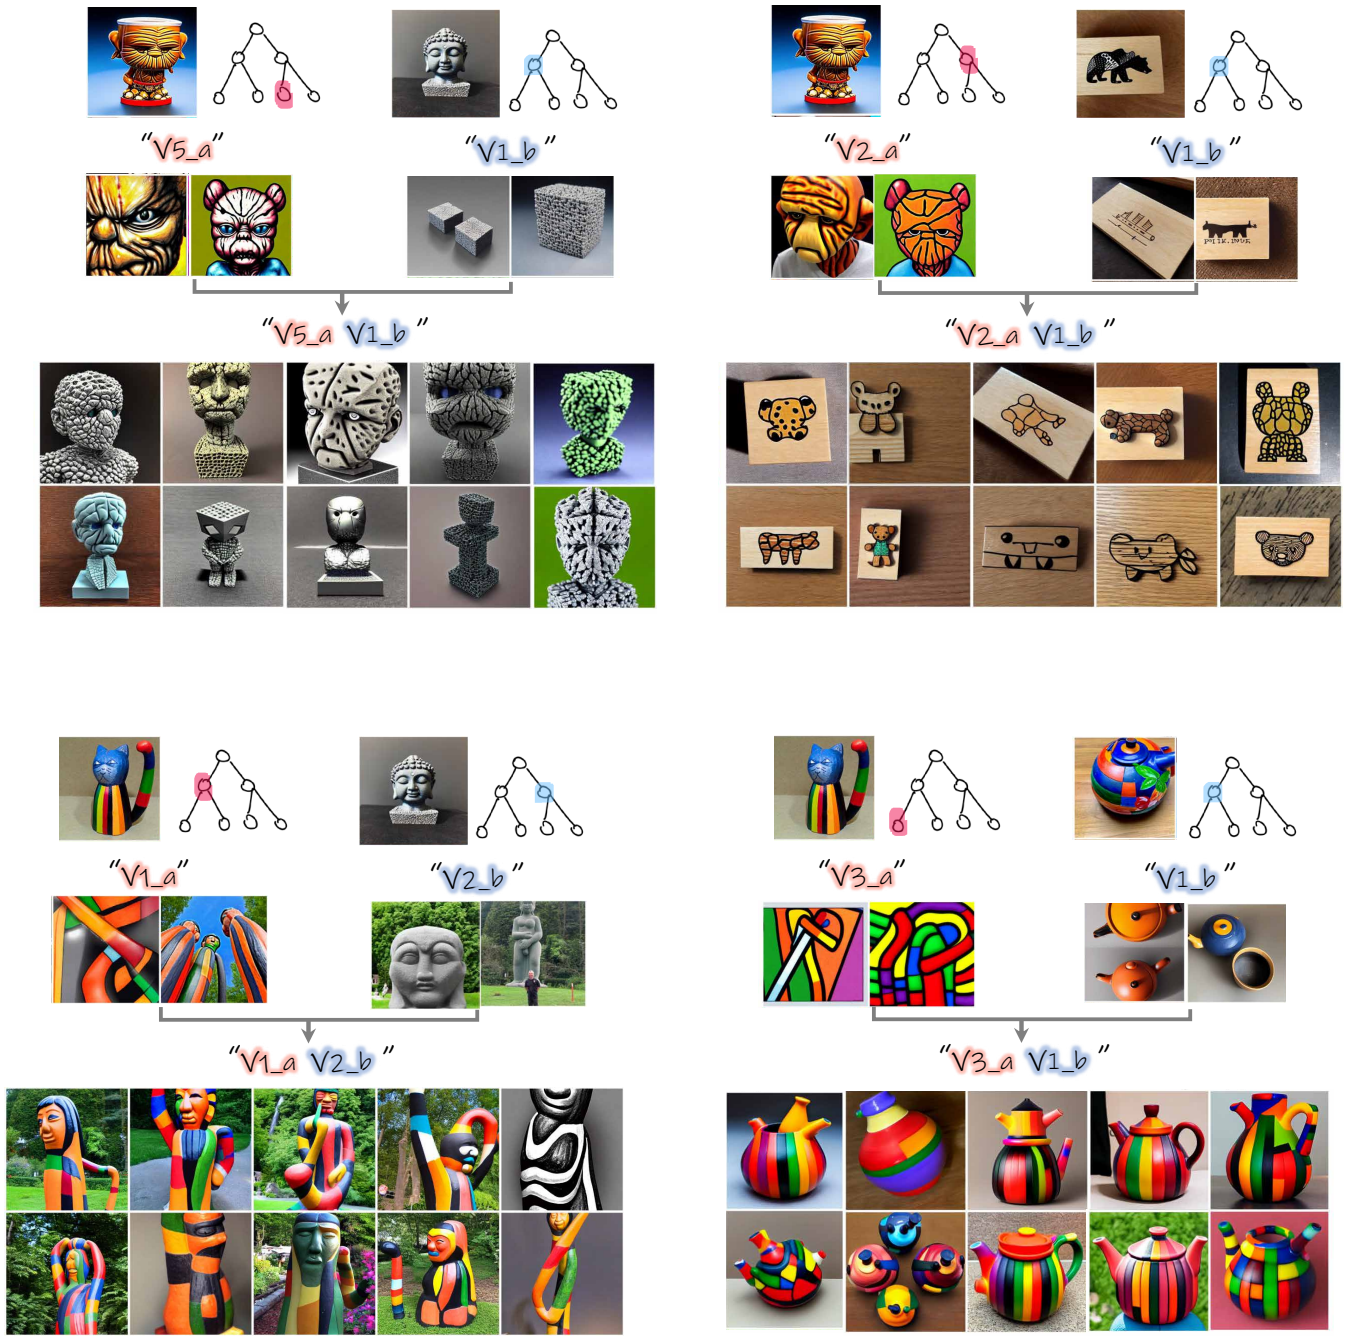 “V5_a”
“V1_b”
“V5_a V1_b”
“V2_a”
“V1_b”
“V2_a V1_b”
“V1_a”
“V2_b”
“V1_a V2_b”
“V3_a”
“V1_b”
“V3_a V1_b”